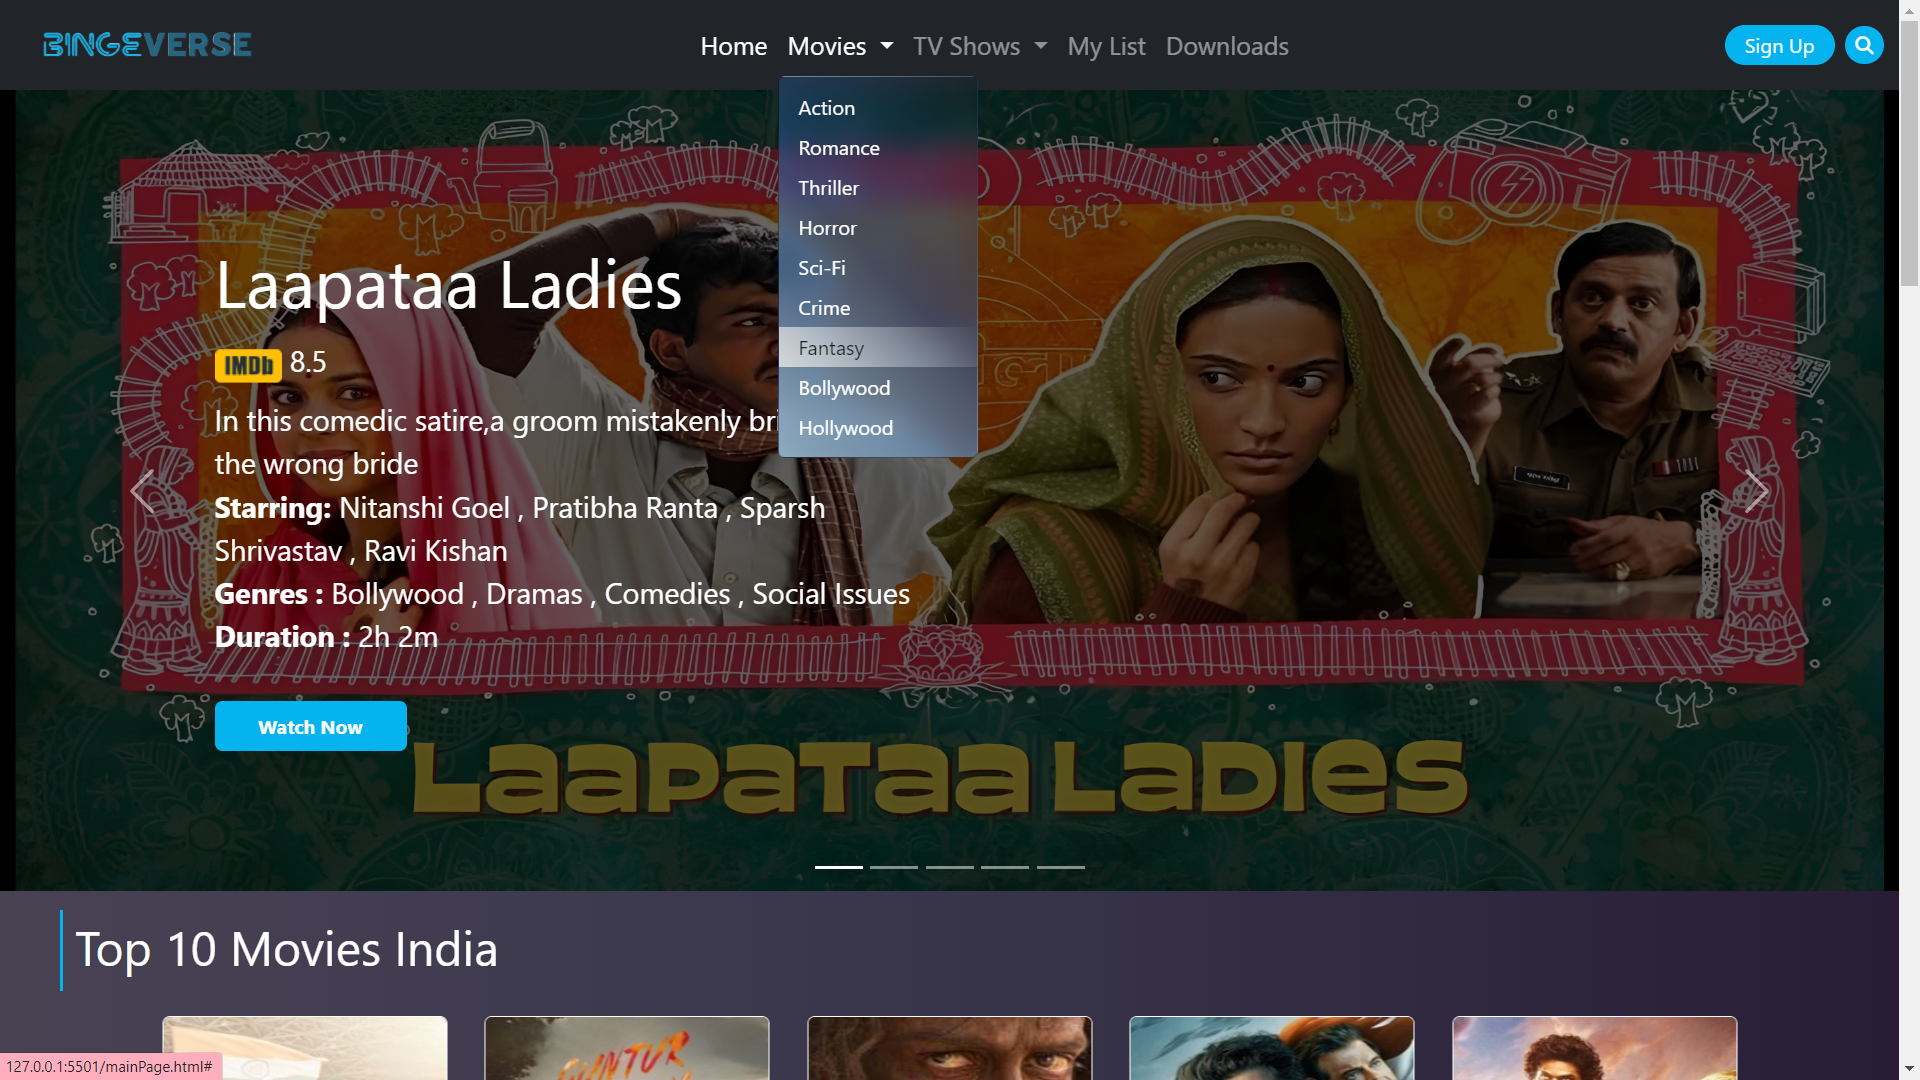 BINGEVERSE
Home Movies TV Shows My List Downloads
Sign Up
Action
Romance
Thriller
Horror
Sci-Fi
Crime
Fantasy
Bollywood
Hollywood
Laapataa Ladies
IMDb 8.5
In this comedic satire,a groom mistakenly bri
the wrong bride
Starring: Nitanshi Goel , Pratibha Ranta , Sparsh
Shrivastav , Ravi Kishan
Genres : Bollywood , Dramas , Comedies , Social Issues
Duration : 2h 2m
Watch Now
LAAPATAA LADIES
Top 10 Movies India
GUNTUR
127.0.0.1:5501/mainPage.html#